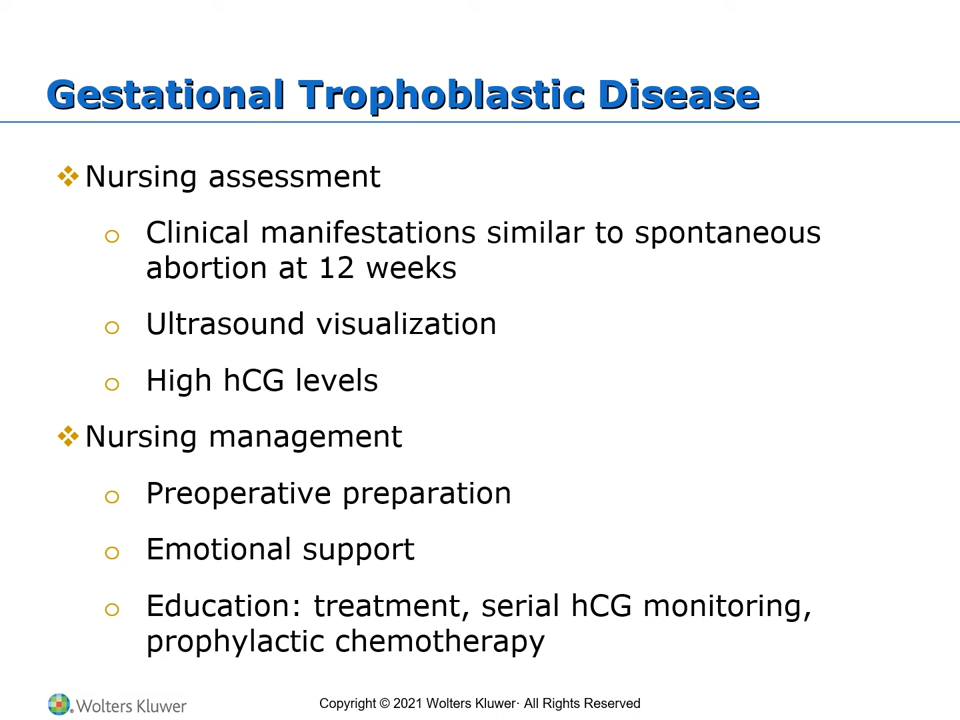 Gestational Trophoblastic Disease
❖ Nursing assessment
o Clinical manifestations similar to spontaneous
abortion at 12 weeks
o Ultrasound visualization
o High hCG levels
❖ Nursing management
o Preoperative preparation
o Emotional support
o Education: treatment, serial hCG monitoring,
prophylactic chemotherapy
Wolters Kluwer
Copyright © 2021 Wolters Kluwer· All Rights Reserved